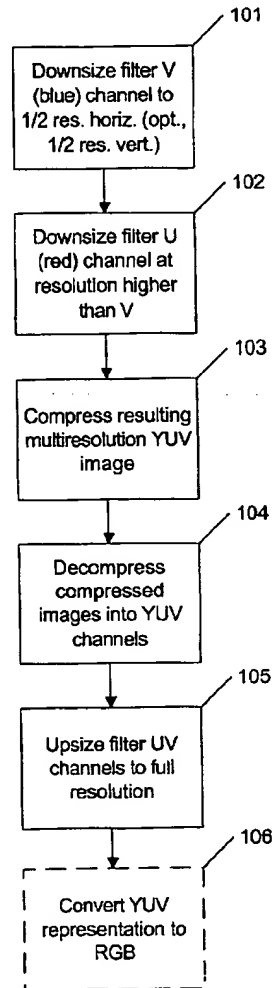 101
Downsize filter V
(blue) channel to
1/2 res. horiz. (opt.,
1/2 res. vert.)
102
Downsize filter U
(red) channel at
resolution higher
than V
103
Compress resulting
multiresolution YUV
image
104
Decompress
compressed
images into YUV
channels
105
Upsize filter UV
channels to full
resolution
106
Convert YUV
representation to
RGB